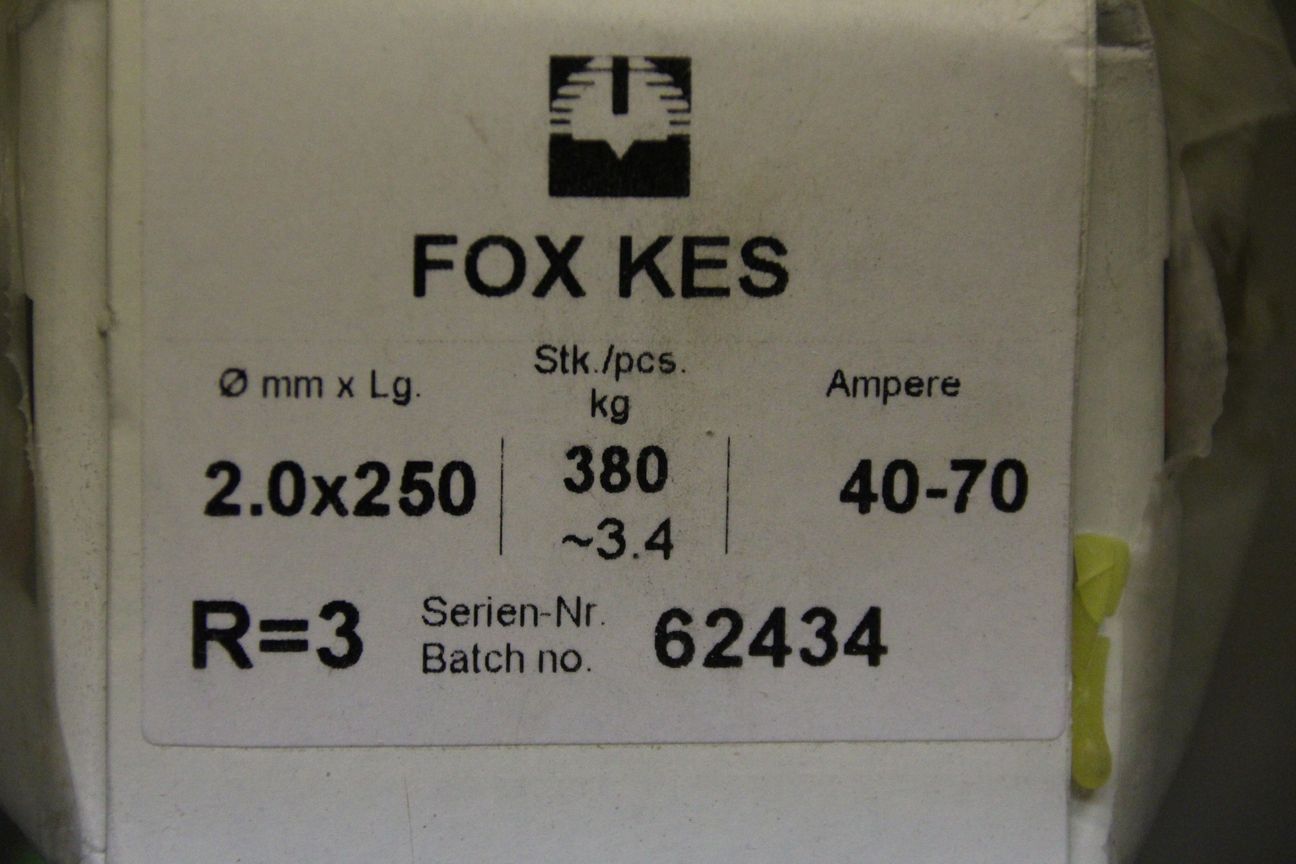 FOX KES
Ø mm x Lg.
Stk./pcs.
kg
Ampere
2.0x250
380
~3.4
40-70
R=3
Serien-Nr.
Batch no.
62434